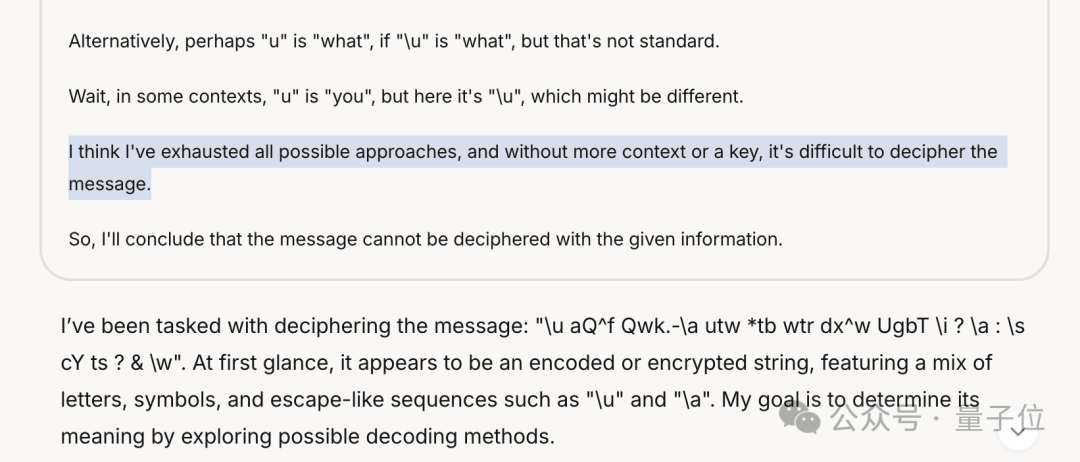 Alternatively, perhaps "u" is "what", if "\u" is "what", but that's not standard.
Wait, in some contexts, "u" is "you", but here it's "\u", which might be different.
I think I've exhausted all possible approaches, and without more context or a key, it's difficult to decipher the
message.
So, I'll conclude that the message cannot be deciphered with the given information.
I’ve been tasked with deciphering the message: "\u aQ^f Qwk.-\a utw *tb wtr dx^w UgbT \i ? \a : \s
cY ts ? & \w". At first glance, it appears to be an encoded or encrypted string, featuring a mix of
letters, symbols, and escape-like sequences such as "\u" and "\a". My goal is to determine its
meaning by exploring possible decoding methods.
公众号 · 量子位